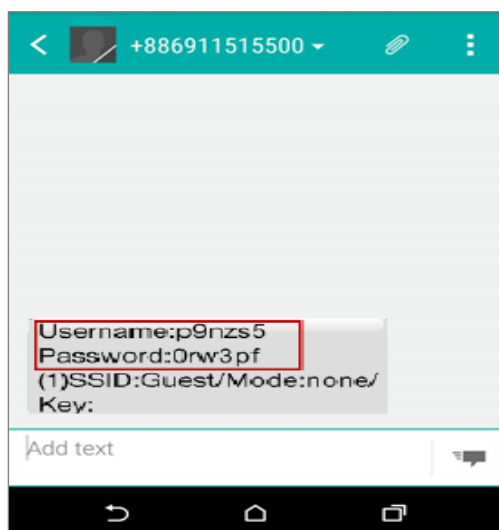 +886911515500
Username:p9nzs5
Password:0rw3pf
(1)SSID:Guest/Mode:none/
Key:
Add text